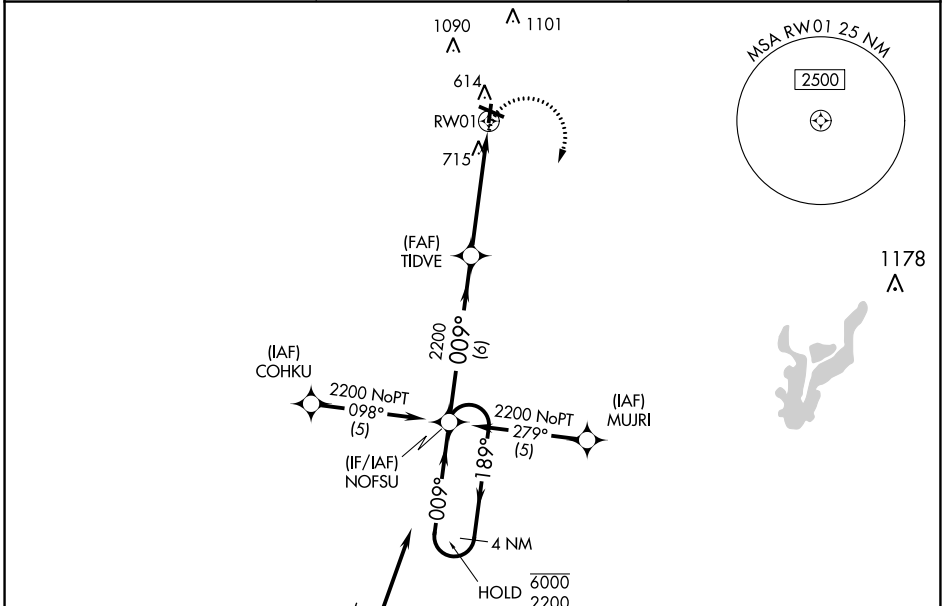 1090
1101
MSA RW01 25 NM
2500
614
RW01
715
(FAF)
TIDVE
1178
2200
009°
(6)
(IAF)
COHKU
2200 NoPT
098°
(5)
2200 NoPT
279°
(5)
(IAF)
MUJRI
(IF/IAF)
NOFSU
009°
189°
4 NM
HOLD
6000
2200